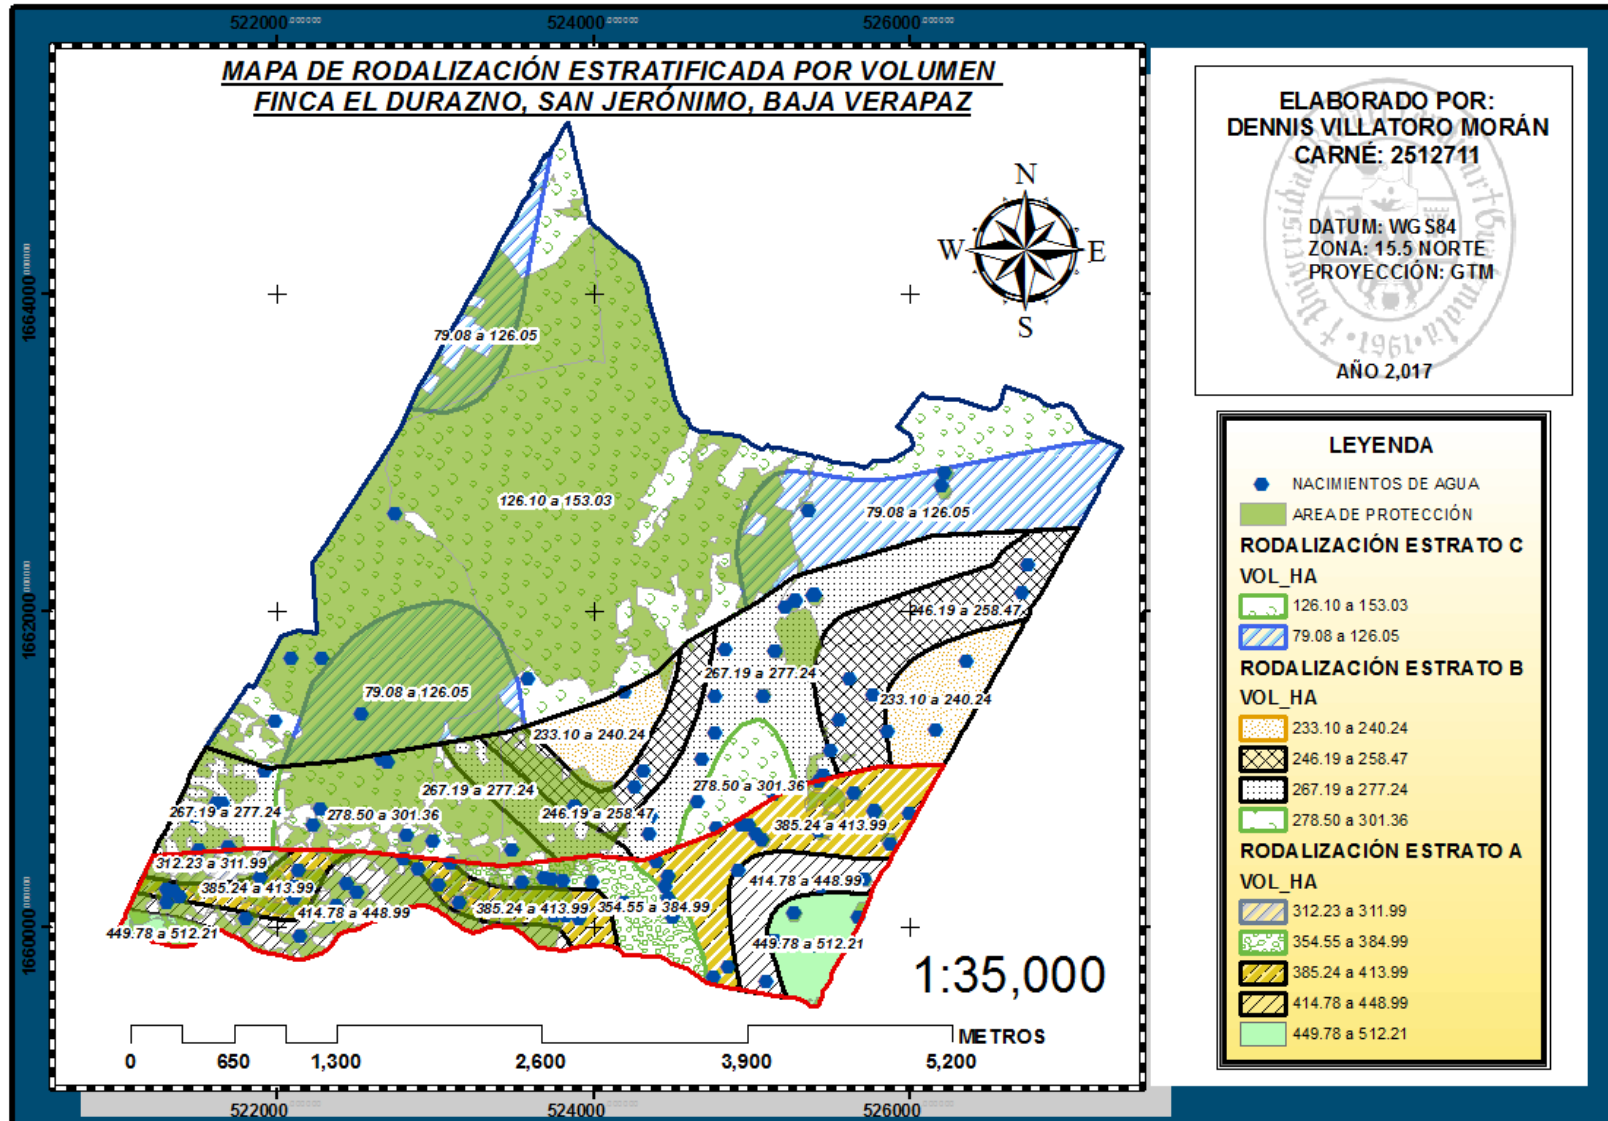 522000 524000 526000
MAPA DE RODALIZACIÓN ESTRATIFICADA POR VOLUMEN
FINCA EL DURAZNO, SAN JERÓNIMO, BAJA VERAPAZ
N
W E
S
1664000
1662000
1660000
79.08 a 126.05
126.10 a 153.03
79.08 a 126.05
246.19 a 258.47
267.19 a 277.24
79.08 a 126.05
233.10 a 240.24
233.10 a 240.24
267.19 a 277.24
278.50 a 301.36
267.19 a 277.24
278.50 a 301.36
246.19 a 258.47
385.24 a 413.99
312.23 a 311.99
385.24 a 413.99
414.78 a 448.99
414.78 a 448.99
385.24 a 413.99
354.55 a 384.99
449.78 a 512.21
449.78 a 512.21
1:35,000
METROS
0 650 1,300 2,600 3,900 5,200
522000 524000 526000
ELABORADO POR:
DENNIS VILLATORO MORÁN
CARNÉ: 2512711
DATUM: WGS84
ZONA: 15.5 NORTE
PROYECCIÓN: GTM
AÑO 2,017
LEYENDA
NACIMIENTOS DE AGUA
AREA DE PROTECCIÓN
RODALIZACIÓN ESTRATO C
VOL_HA
126.10 a 153.03
79.08 a 126.05
RODALIZACIÓN ESTRATO B
VOL_HA
233.10 a 240.24
246.19 a 258.47
267.19 a 277.24
278.50 a 301.36
RODALIZACIÓN ESTRATO A
VOL_HA
312.23 a 311.99
354.55 a 384.99
385.24 a 413.99
414.78 a 448.99
449.78 a 512.21